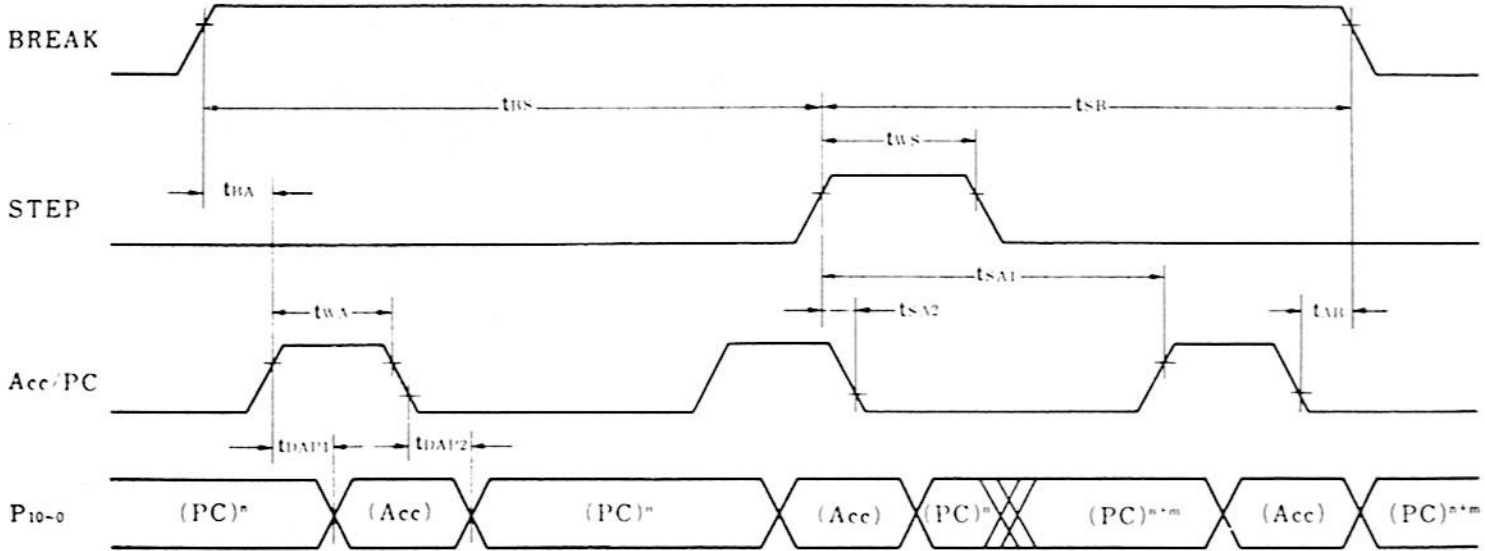 BREAK
tBS tSB
tWS
tBA
STEP
tSA1
tWA tSA2 tAB
Acc/PC
tDAP1 tDAP2
P10-0 (PC)ⁿ (Acc) (PC)ⁿ (Acc) (PC)ⁿ (PC)ⁿ⁺ᵐ (Acc) (PC)ⁿ⁺ᵐ